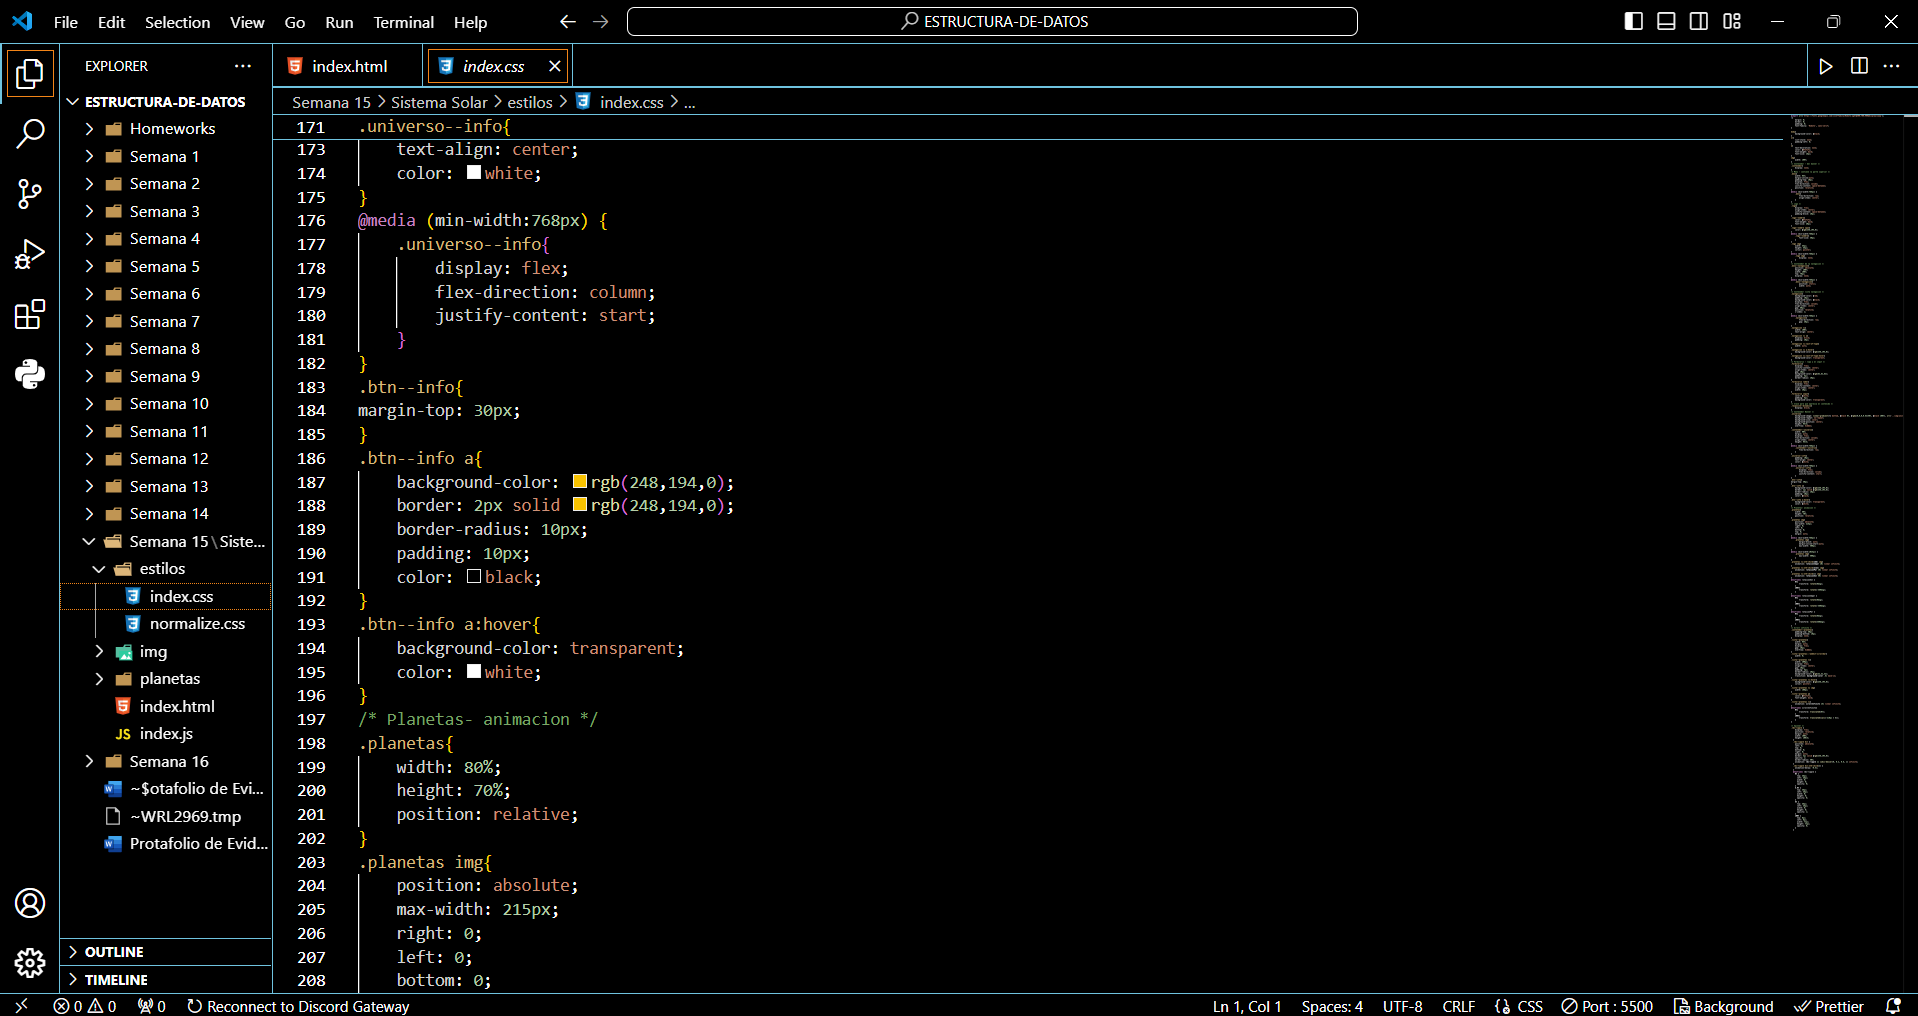 File Edit Selection View Go Run Terminal Help
ESTRUCTURA-DE-DATOS
EXPLORER
ESTRUCTURA-DE-DATOS
Homeworks
Semana 1
Semana 2
Semana 3
Semana 4
Semana 5
Semana 6
Semana 7
Semana 8
Semana 9
Semana 10
Semana 11
Semana 12
Semana 13
Semana 14
Semana 15\Siste...
estilos
index.css
normalize.css
img
planetas
index.html
JS index.js
Semana 16
~$otafolio de Evi...
~WRL2969.tmp
Protafolio de Evid...
OUTLINE
TIMELINE
index.html index.css
Semana 15 > Sistema Solar > estilos > index.css > ...
171 .universo--info{
173 text-align: center;
174 color: white;
175 }
176 @media (min-width:768px) {
177 .universo--info{
178 display: flex;
179 flex-direction: column;
180 justify-content: start;
181 }
182 }
183 .btn--info{
184 margin-top: 30px;
185 }
186 .btn--info a{
187 background-color: rgb(248,194,0);
188 border: 2px solid rgb(248,194,0);
189 border-radius: 10px;
190 padding: 10px;
191 color: black;
192 }
193 .btn--info a:hover{
194 background-color: transparent;
195 color: white;
196 }
197 /* Planetas- animacion */
198 .planetas{
199 width: 80%;
200 height: 70%;
201 position: relative;
202 }
203 .planetas img{
204 position: absolute;
205 max-width: 215px;
206 right: 0;
207 left: 0;
208 bottom: 0;
0 0 0 Reconnect to Discord Gateway Ln 1, Col 1 Spaces: 4 UTF-8 CRLF {} CSS Port : 5500 Background Prettier